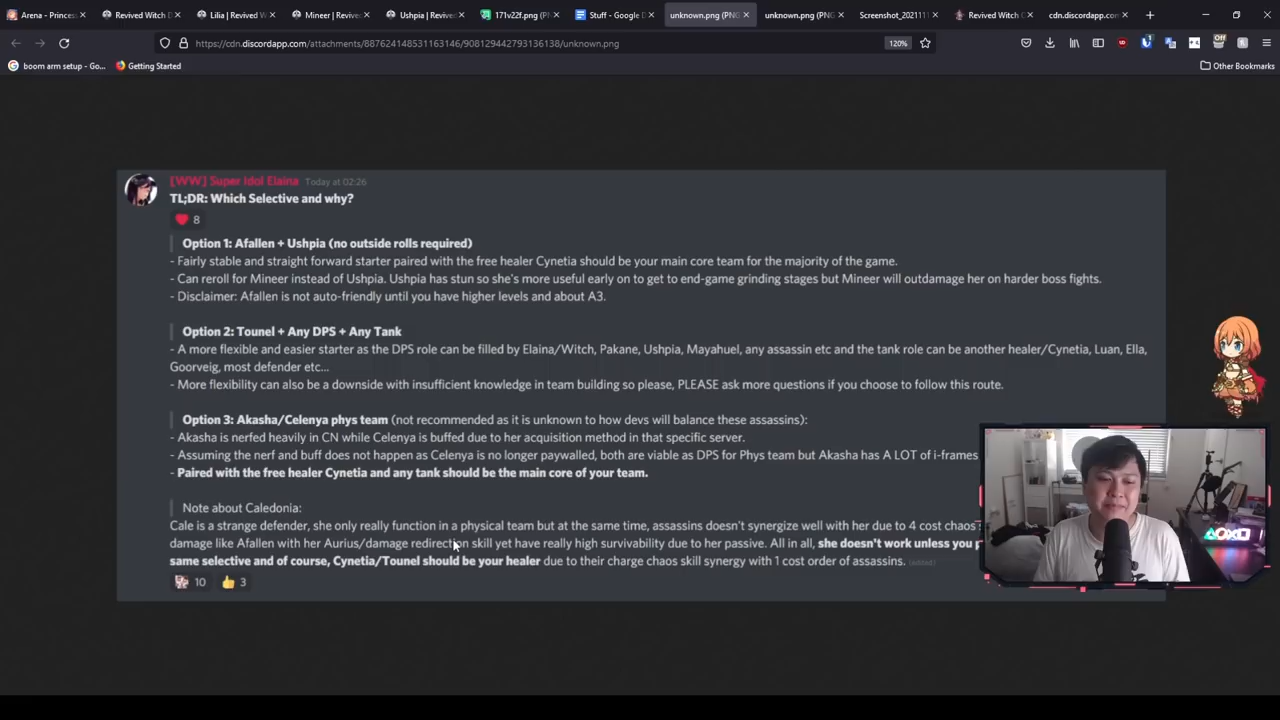 Arena - Princess
Revived Witch D
Lilia | Revived W
Mineer | Revived
Ushpia | Revived
171v22f.png (PNG
Stuff - Google D
unknown.png (PNG
unknown.png (PNG
Screenshot_202111
Revived Witch D
cdn.discordapp.com/
https://cdn.discordapp.com/attachments/887624148531163146/908129442793136138/unknown.png
120%
Off
boom arm setup - Go...
Getting Started
Other Bookmarks
[WW] Super Idol Elaina Today at 02:26
TL;DR: Which Selective and why?
8
Option 1: Afallen + Ushpia (no outside rolls required)
- Fairly stable and straight forward starter paired with the free healer Cynetia should be your main core team for the majority of the game.
- Can reroll for Mineer instead of Ushpia. Ushpia has stun so she's more useful early on to get to end-game grinding stages but Mineer will outdamage her on harder boss fights.
- Disclaimer: Afallen is not auto-friendly until you have higher levels and about A3.
Option 2: Tounel + Any DPS + Any Tank
- A more flexible and easier starter as the DPS role can be filled by Elaina/Witch, Pakane, Ushpia, Mayahuel, any assassin etc and the tank role can be another healer/Cynetia, Luan, Ella,
Goorveig, most defender etc...
- More flexibility can also be a downside with insufficient knowledge in team building so please, PLEASE ask more questions if you choose to follow this route.
Option 3: Akasha/Celenya phys team (not recommended as it is unknown to how devs will balance these assassins):
- Akasha is nerfed heavily in CN while Celenya is buffed due to her acquisition method in that specific server.
- Assuming the nerf and buff does not happen as Celenya is no longer paywalled, both are viable as DPS for Phys team but Akasha has A LOT of i-frames
- Paired with the free healer Cynetia and any tank should be the main core of your team.
Note about Caledonia:
Cale is a strange defender, she only really function in a physical team but at the same time, assassins doesn't synergize well with her due to 4 cost chaos
damage like Afallen with her Aurius/damage redirection skill yet have really high survivability due to her passive. All in all, she doesn't work unless you p
same selective and of course, Cynetia/Tounel should be your healer due to their charge chaos skill synergy with 1 cost order of assassins. (edited)
10
3